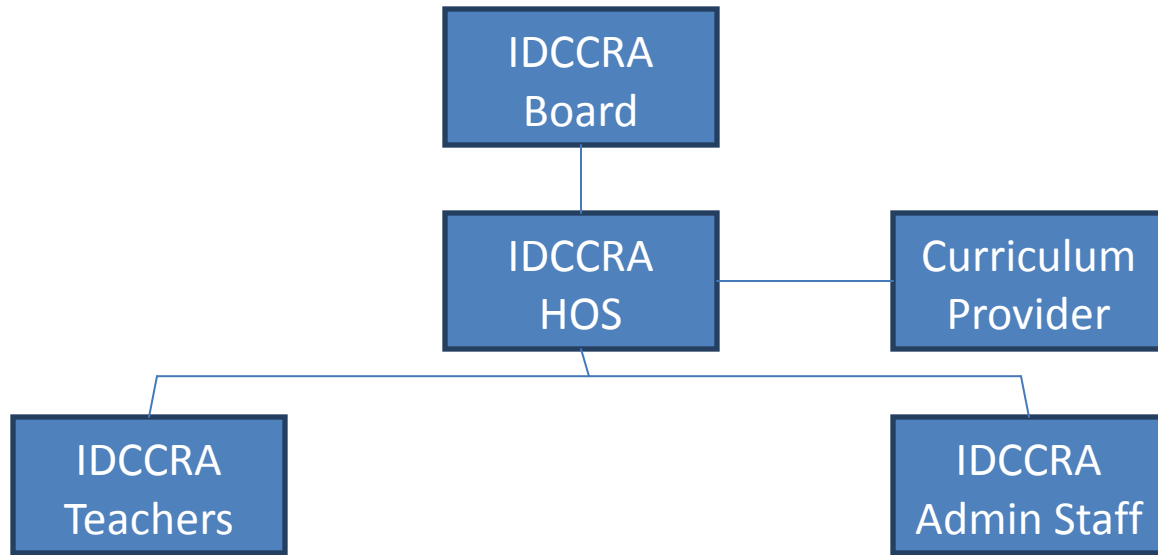 IDCCRA
Board
IDCCRA
HOS
Curriculum
Provider
IDCCRA
Teachers
IDCCRA
Admin Staff